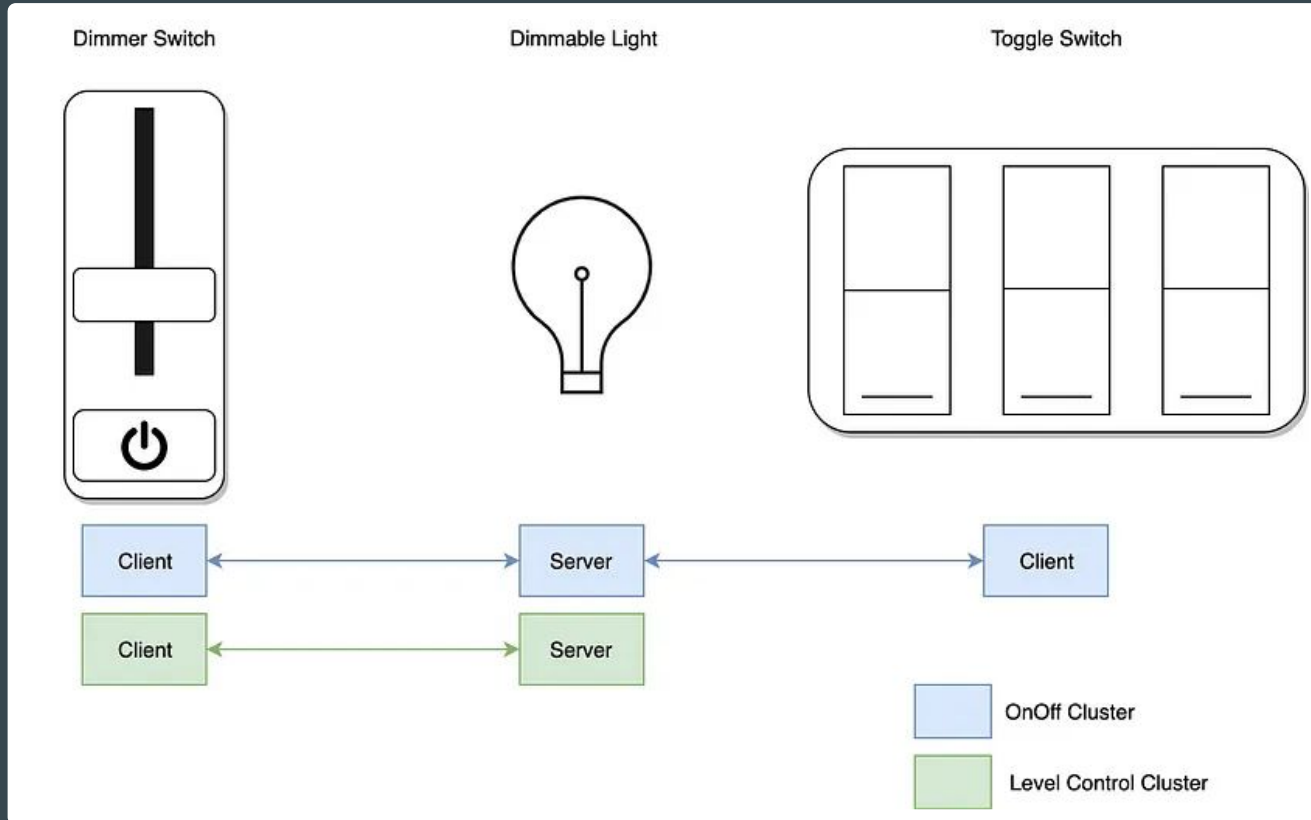 Dimmer Switch
Dimmable Light
Toggle Switch
Client
Server
Client
Client
Server
OnOff Cluster
Level Control Cluster